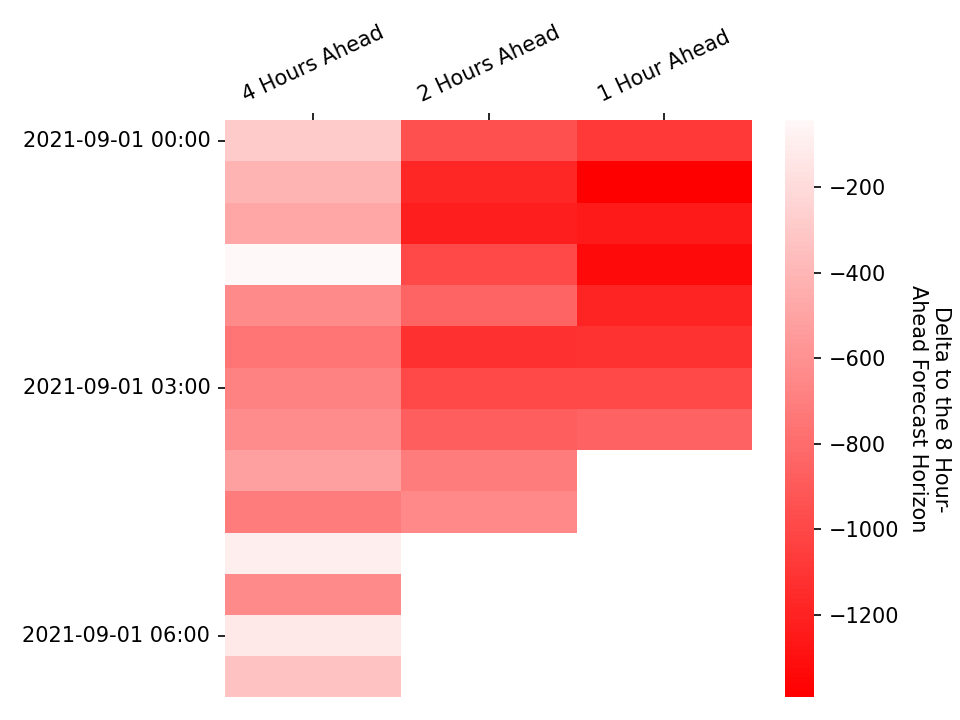 4 Hours Ahead
2 Hours Ahead
1 Hour Ahead
2021-09-01 00:00
2021-09-01 03:00
2021-09-01 06:00
−200
−400
−600
−800
−1000
−1200
Delta to the 8 Hour-
Ahead Forecast Horizon